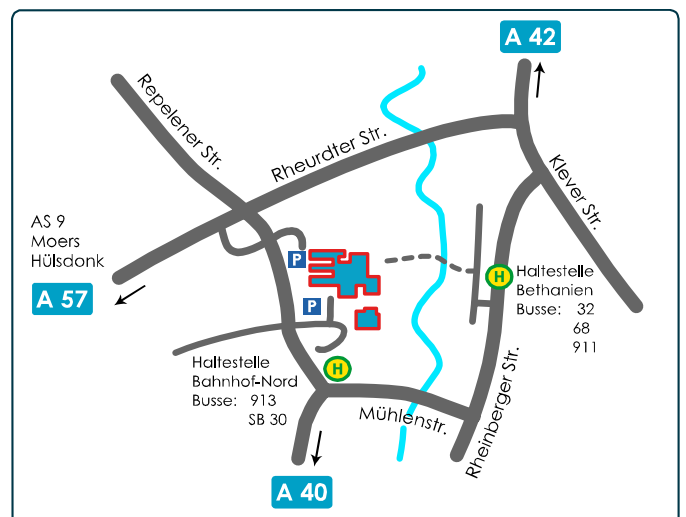 A 42
Repelener Str.
Rheurdter Str.
Klever Str.
AS 9
Moers
Hülsdonk
A 57
P
P
H
Haltestelle
Bethanien
Busse: 32
68
911
H
Haltestelle
Bahnhof-Nord
Busse: 913
SB 30
Mühlenstr.
Rheinberger Str.
A 40